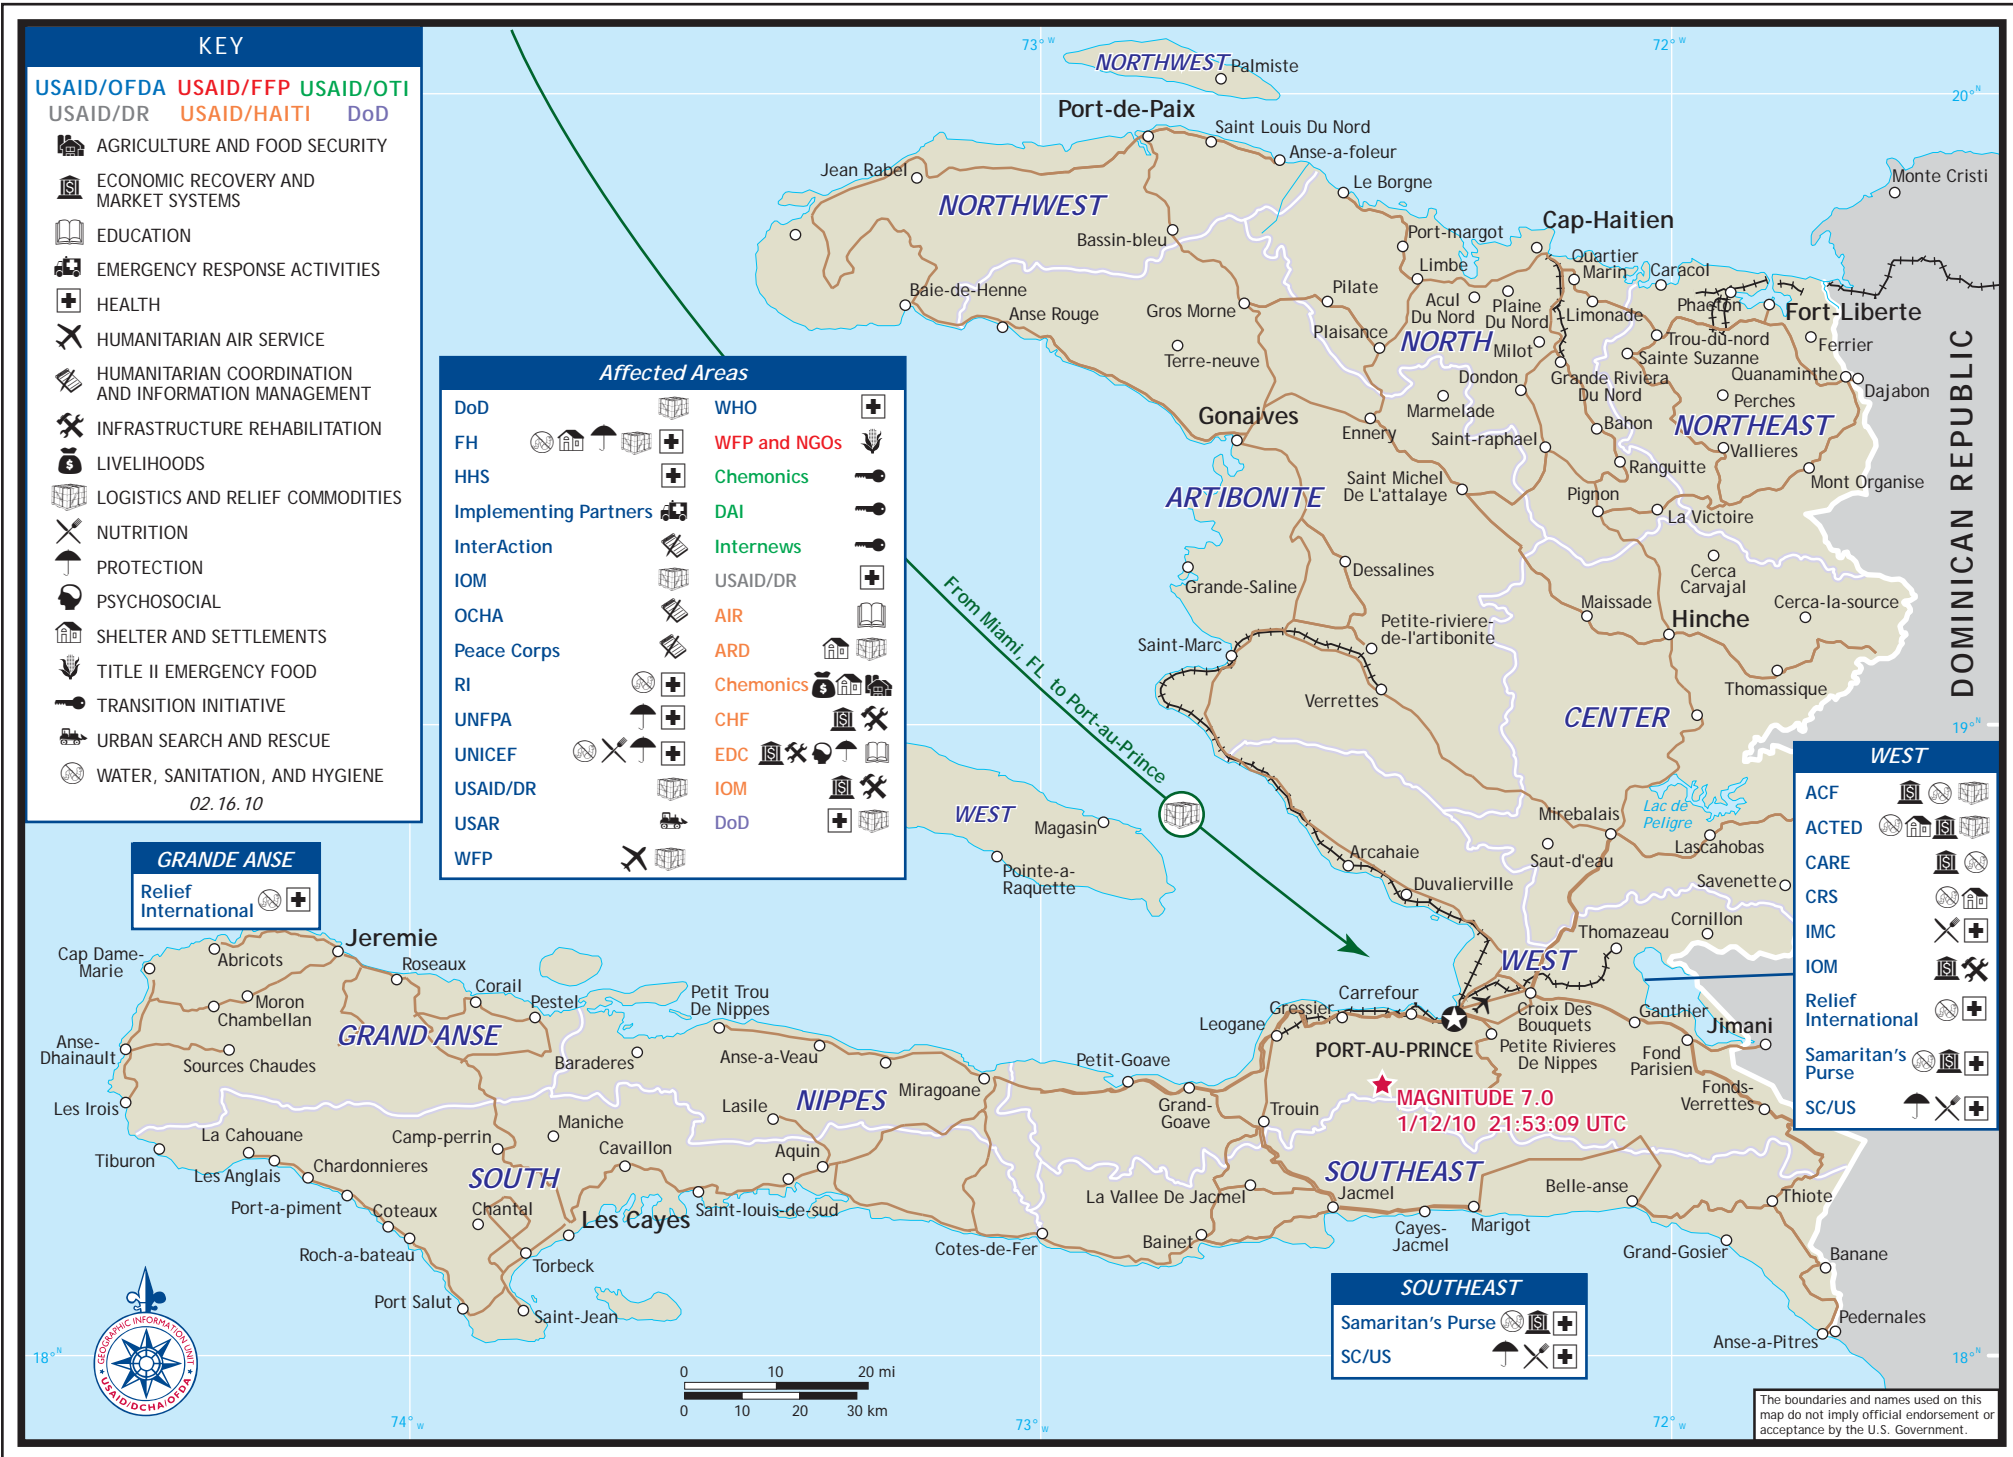 KEY
USAID/OFDA USAID/FFP USAID/OTI
USAID/DR USAID/HAITI DoD
AGRICULTURE AND FOOD SECURITY
ECONOMIC RECOVERY AND
MARKET SYSTEMS
EDUCATION
EMERGENCY RESPONSE ACTIVITIES
HEALTH
HUMANITARIAN AIR SERVICE
HUMANITARIAN COORDINATION
AND INFORMATION MANAGEMENT
INFRASTRUCTURE REHABILITATION
LIVELIHOODS
LOGISTICS AND RELIEF COMMODITIES
NUTRITION
PROTECTION
PSYCHOSOCIAL
SHELTER AND SETTLEMENTS
TITLE II EMERGENCY FOOD
TRANSITION INITIATIVE
URBAN SEARCH AND RESCUE
WATER, SANITATION, AND HYGIENE
02.16.10
Affected Areas
DoD
FH
HHS
Implementing Partners
InterAction
IOM
OCHA
Peace Corps
RI
UNFPA
UNICEF
USAID/DR
USAR
WFP
WHO
WFP and NGOs
Chemonics
DAI
Internews
USAID/DR
AIR
ARD
Chemonics
CHF
EDC
IOM
DoD
GRANDE ANSE
Relief
International
WEST
ACF
ACTED
CARE
CRS
IMC
IOM
Relief
International
Samaritan's
Purse
SC/US
SOUTHEAST
Samaritan's Purse
SC/US
73° W
72° W
20° N
NORTHWEST
Palmiste
Port-de-Paix
Saint Louis Du Nord
Anse-a-foleur
Jean Rabel
Le Borgne
Monte Cristi
NORTHWEST
Cap-Haitien
Bassin-bleu
Port-margot
Quartier
Marin
Limbe
Caracol
Baie-de-Henne
Pilate
Acul
Du Nord
Plaine
Du Nord
Phaeton
Anse Rouge
Gros Morne
Limonade
Fort-Liberte
Plaisance
NORTH
Milot
Trou-du-nord
Ferrier
Terre-neuve
Sainte Suzanne
Dondon
Grande Riviera
Du Nord
Quanaminthe
Dajabon
Marmelade
Perches
Gonaives
Ennery
Saint-raphael
Bahon
NORTHEAST
Vallieres
Ranguitte
Saint Michel
De L'attalaye
Mont Organise
ARTIBONITE
Pignon
La Victoire
DOMINICAN REPUBLIC
Dessalines
Cerca
Carvajal
Grande-Saline
Maissade
Cerca-la-source
Petite-riviere-
de-l'artibonite
Hinche
Saint-Marc
Verrettes
Thomassique
CENTER
19° N
From Miami, FL to Port-au-Prince
Lac de
Peligre
WEST
Magasin
Mirebalais
Lascahobas
Arcahaie
Saut-d'eau
Pointe-a-
Raquette
Duvalierville
Savenette
Cornillon
Thomazeau
WEST
Cap Dame-
Marie
Jeremie
Abricots
Roseaux
Corail
Pestel
Petit Trou
De Nippes
Moron
Chambellan
GRAND ANSE
Gressier
Carrefour
Croix Des
Bouquets
Ganthier
Leogane
Jimani
Anse-
Dhainault
Sources Chaudes
Baraderes
Anse-a-Veau
Petit-Goave
PORT-AU-PRINCE
Petite Rivieres
De Nippes
Fond
Parisien
Miragoane
Les Irois
NIPPES
Lasile
Grand-
Goave
Trouin
MAGNITUDE 7.0
1/12/10 21:53:09 UTC
Fonds-
Verrettes
La Cahouane
Camp-perrin
Maniche
Cavaillon
Aquin
Tiburon
Les Anglais
Chardonnieres
SOUTH
SOUTHEAST
Port-a-piment
Coteaux
Chantal
Les Cayes
Saint-louis-de-sud
La Vallee De Jacmel
Jacmel
Belle-anse
Thiote
Roch-a-bateau
Cotes-de-Fer
Bainet
Cayes-
Jacmel
Marigot
Grand-Gosier
Banane
Torbeck
Port Salut
Saint-Jean
Pedernales
Anse-a-Pitres
18° N
18° N
GEOGRAPHIC INFORMATION UNIT
USAID/DCHA/OFDA
0 10 20 mi
0 10 20 30 km
74° W
73° W
72° W
The boundaries and names used on this
map do not imply official endorsement or
acceptance by the U.S. Government.